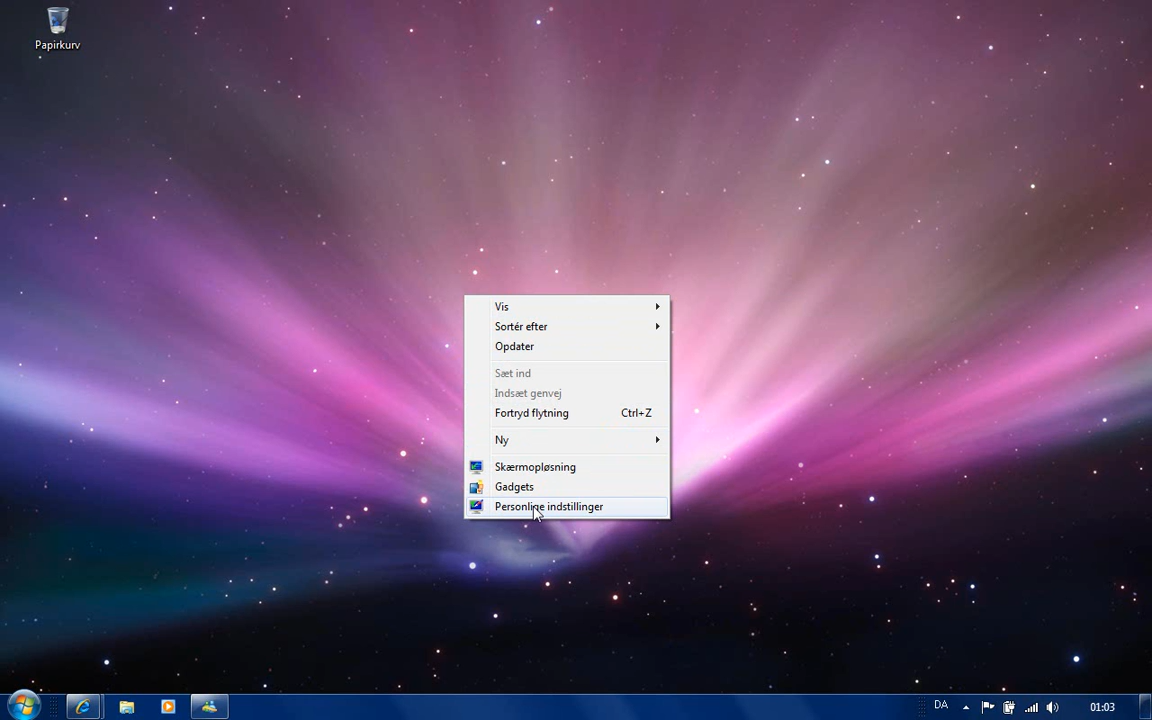 Papirkurv
Vis
Sortér efter
Opdater
Sæt ind
Indsæt genvej
Fortryd flytning Ctrl+Z
Ny
Skærmopløsning
Gadgets
Personlige indstillinger
DA 01:03